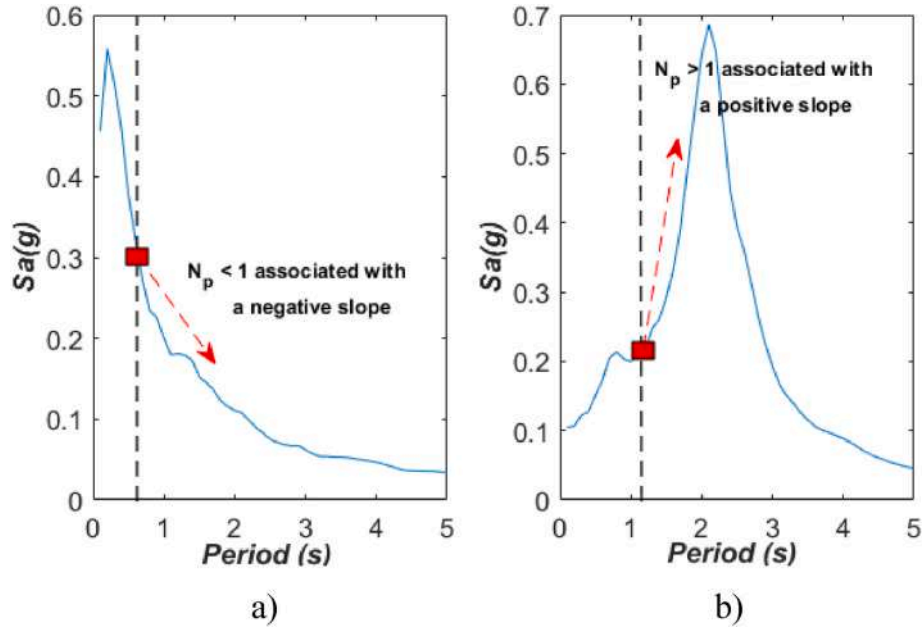 0.6
0.5
0.4
0.3
0.2
0.1
0
Sa(g)
N_p < 1 associated with
a negative slope
0 1 2 3 4 5
Period (s)
a)
0.7
0.6
0.5
0.4
0.3
0.2
0.1
0
Sa(g)
N_p > 1 associated with
a positive slope
0 1 2 3 4 5
Period (s)
b)